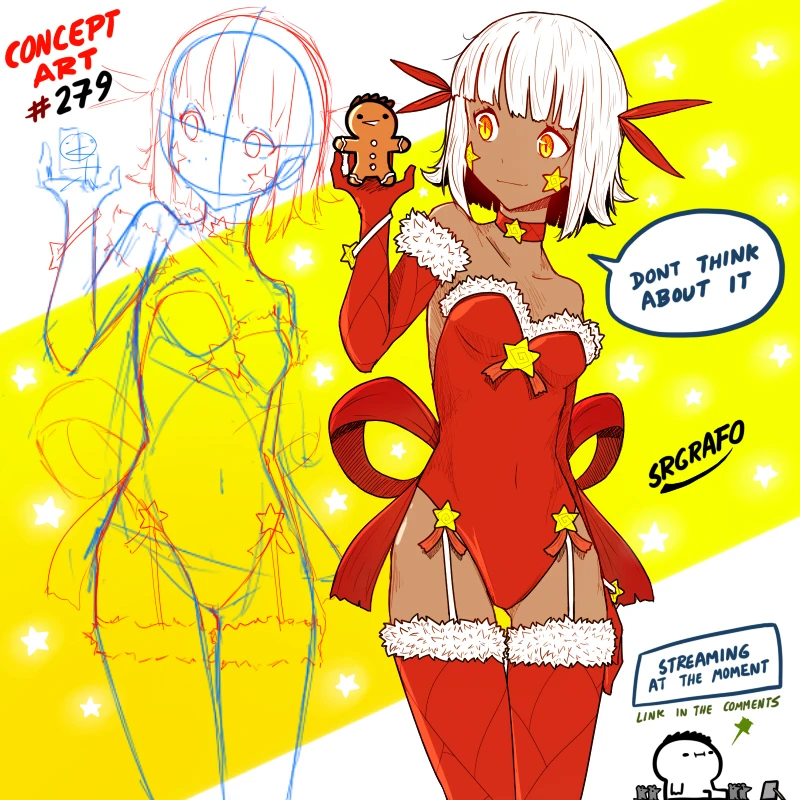 CONCEPT
ART
#279
DONT THINK
ABOUT IT
SRGRAFO
STREAMING
AT THE MOMENT
LINK IN THE COMMENTS